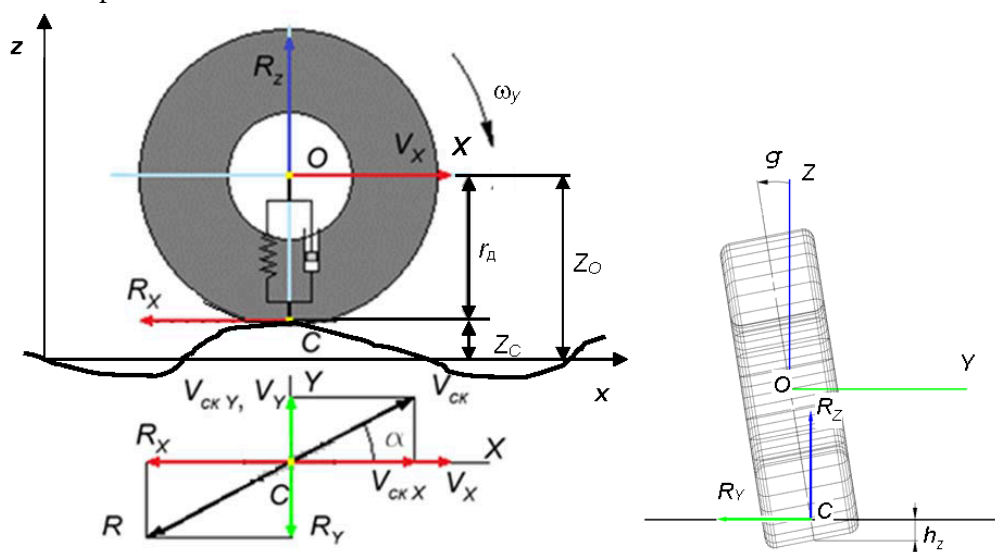 z
R_z
ω_y
O
V_X
X
r_д
Z_O
R_X
C
Z_C
x
V_ск Y, V_Y
Y
V_ск
R_X
α
X
C
V_ск X
V_X
R
R_Y
g
Z
Y
O
R_Z
R_Y
C
h_z